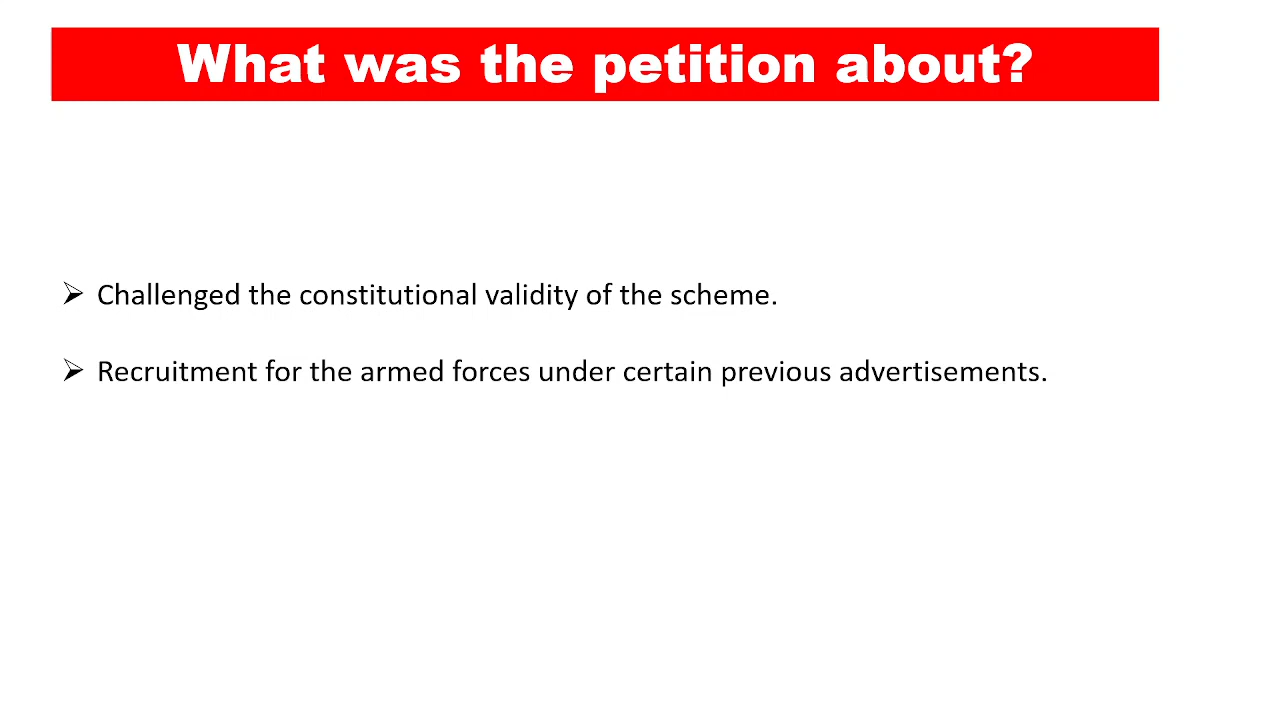 What was the petition about?
➢ Challenged the constitutional validity of the scheme.
➢ Recruitment for the armed forces under certain previous advertisements.